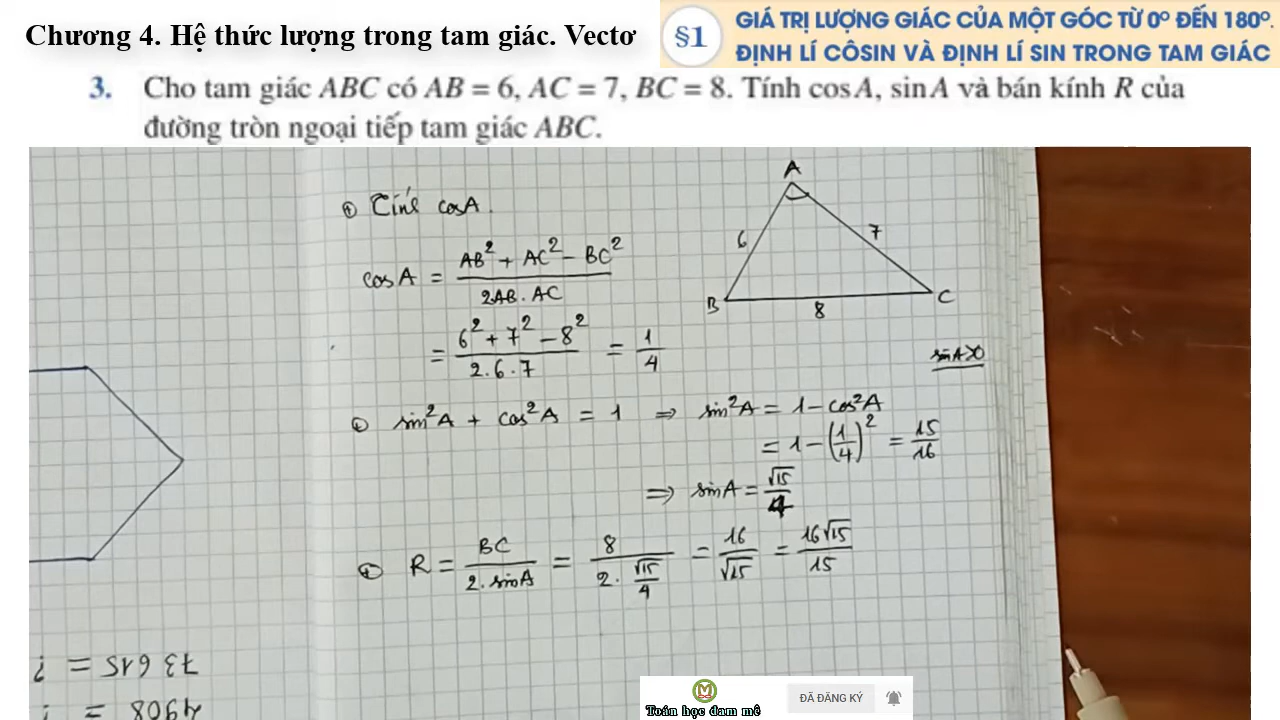 Chương 4. Hệ thức lượng trong tam giác. Vectơ
§1
GIÁ TRỊ LƯỢNG GIÁC CỦA MỘT GÓC TỪ 0° ĐẾN 180°.
ĐỊNH LÍ CÔSIN VÀ ĐỊNH LÍ SIN TRONG TAM GIÁC
3. Cho tam giác ABC có AB = 6, AC = 7, BC = 8. Tính cos A, sin A và bán kính R của
đường tròn ngoại tiếp tam giác ABC.
Tính cosA.
cosA = (AB² + AC² − BC²) / (2AB . AC)
= (6² + 7² − 8²) / (2.6.7) = 1/4
A
6
7
B
8
C
sinA>0
sin²A + cos²A = 1 ⇒ sin²A = 1 − cos²A
= 1 − (1/4)² = 15/16
⇒ sinA = √15/4
R = BC / (2.sinA) = 8 / (2 . √15/4) = 16/√15 = 16√15/15
73 615 = ?
4908 =
Toán học đam mê
ĐÃ ĐĂNG KÝ